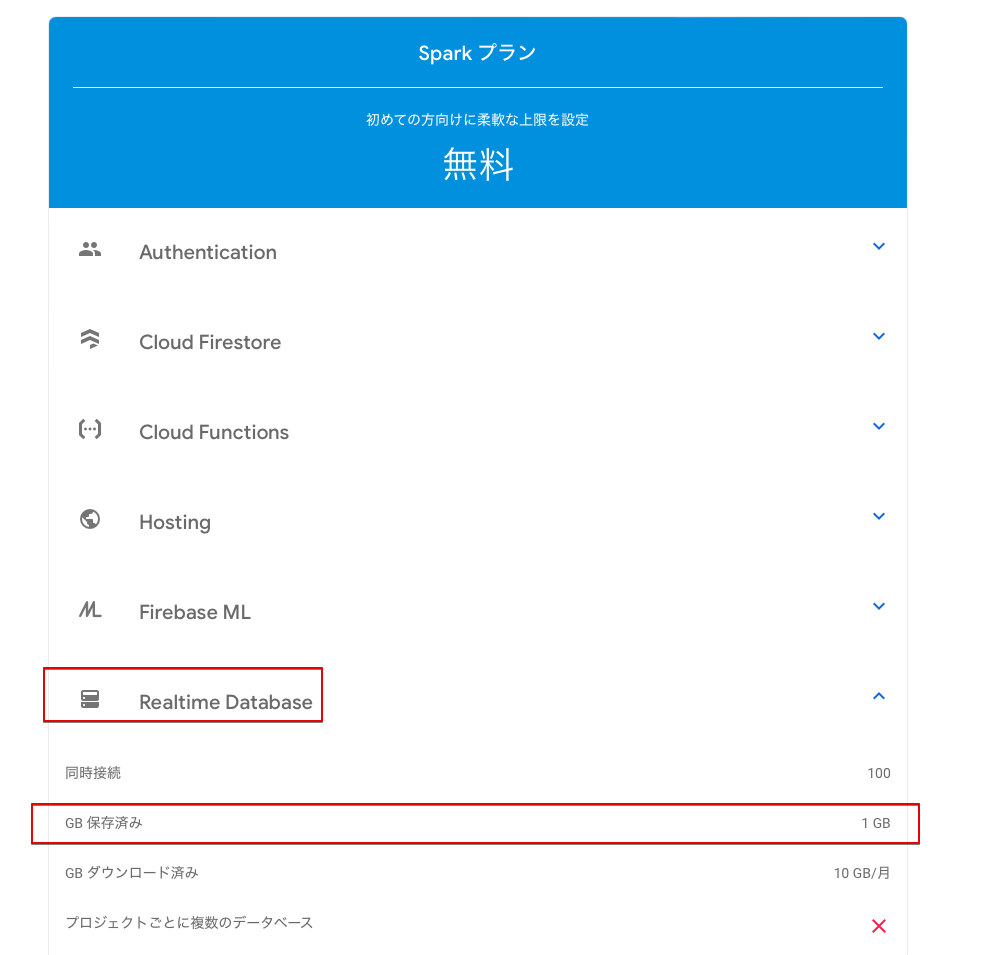 Spark プラン
初めての方向けに柔軟な上限を設定
無料
Authentication
Cloud Firestore
Cloud Functions
Hosting
ML Firebase ML
Realtime Database
同時接続 100
GB 保存済み 1 GB
GB ダウンロード済み 10 GB/月
プロジェクトごとに複数のデータベース